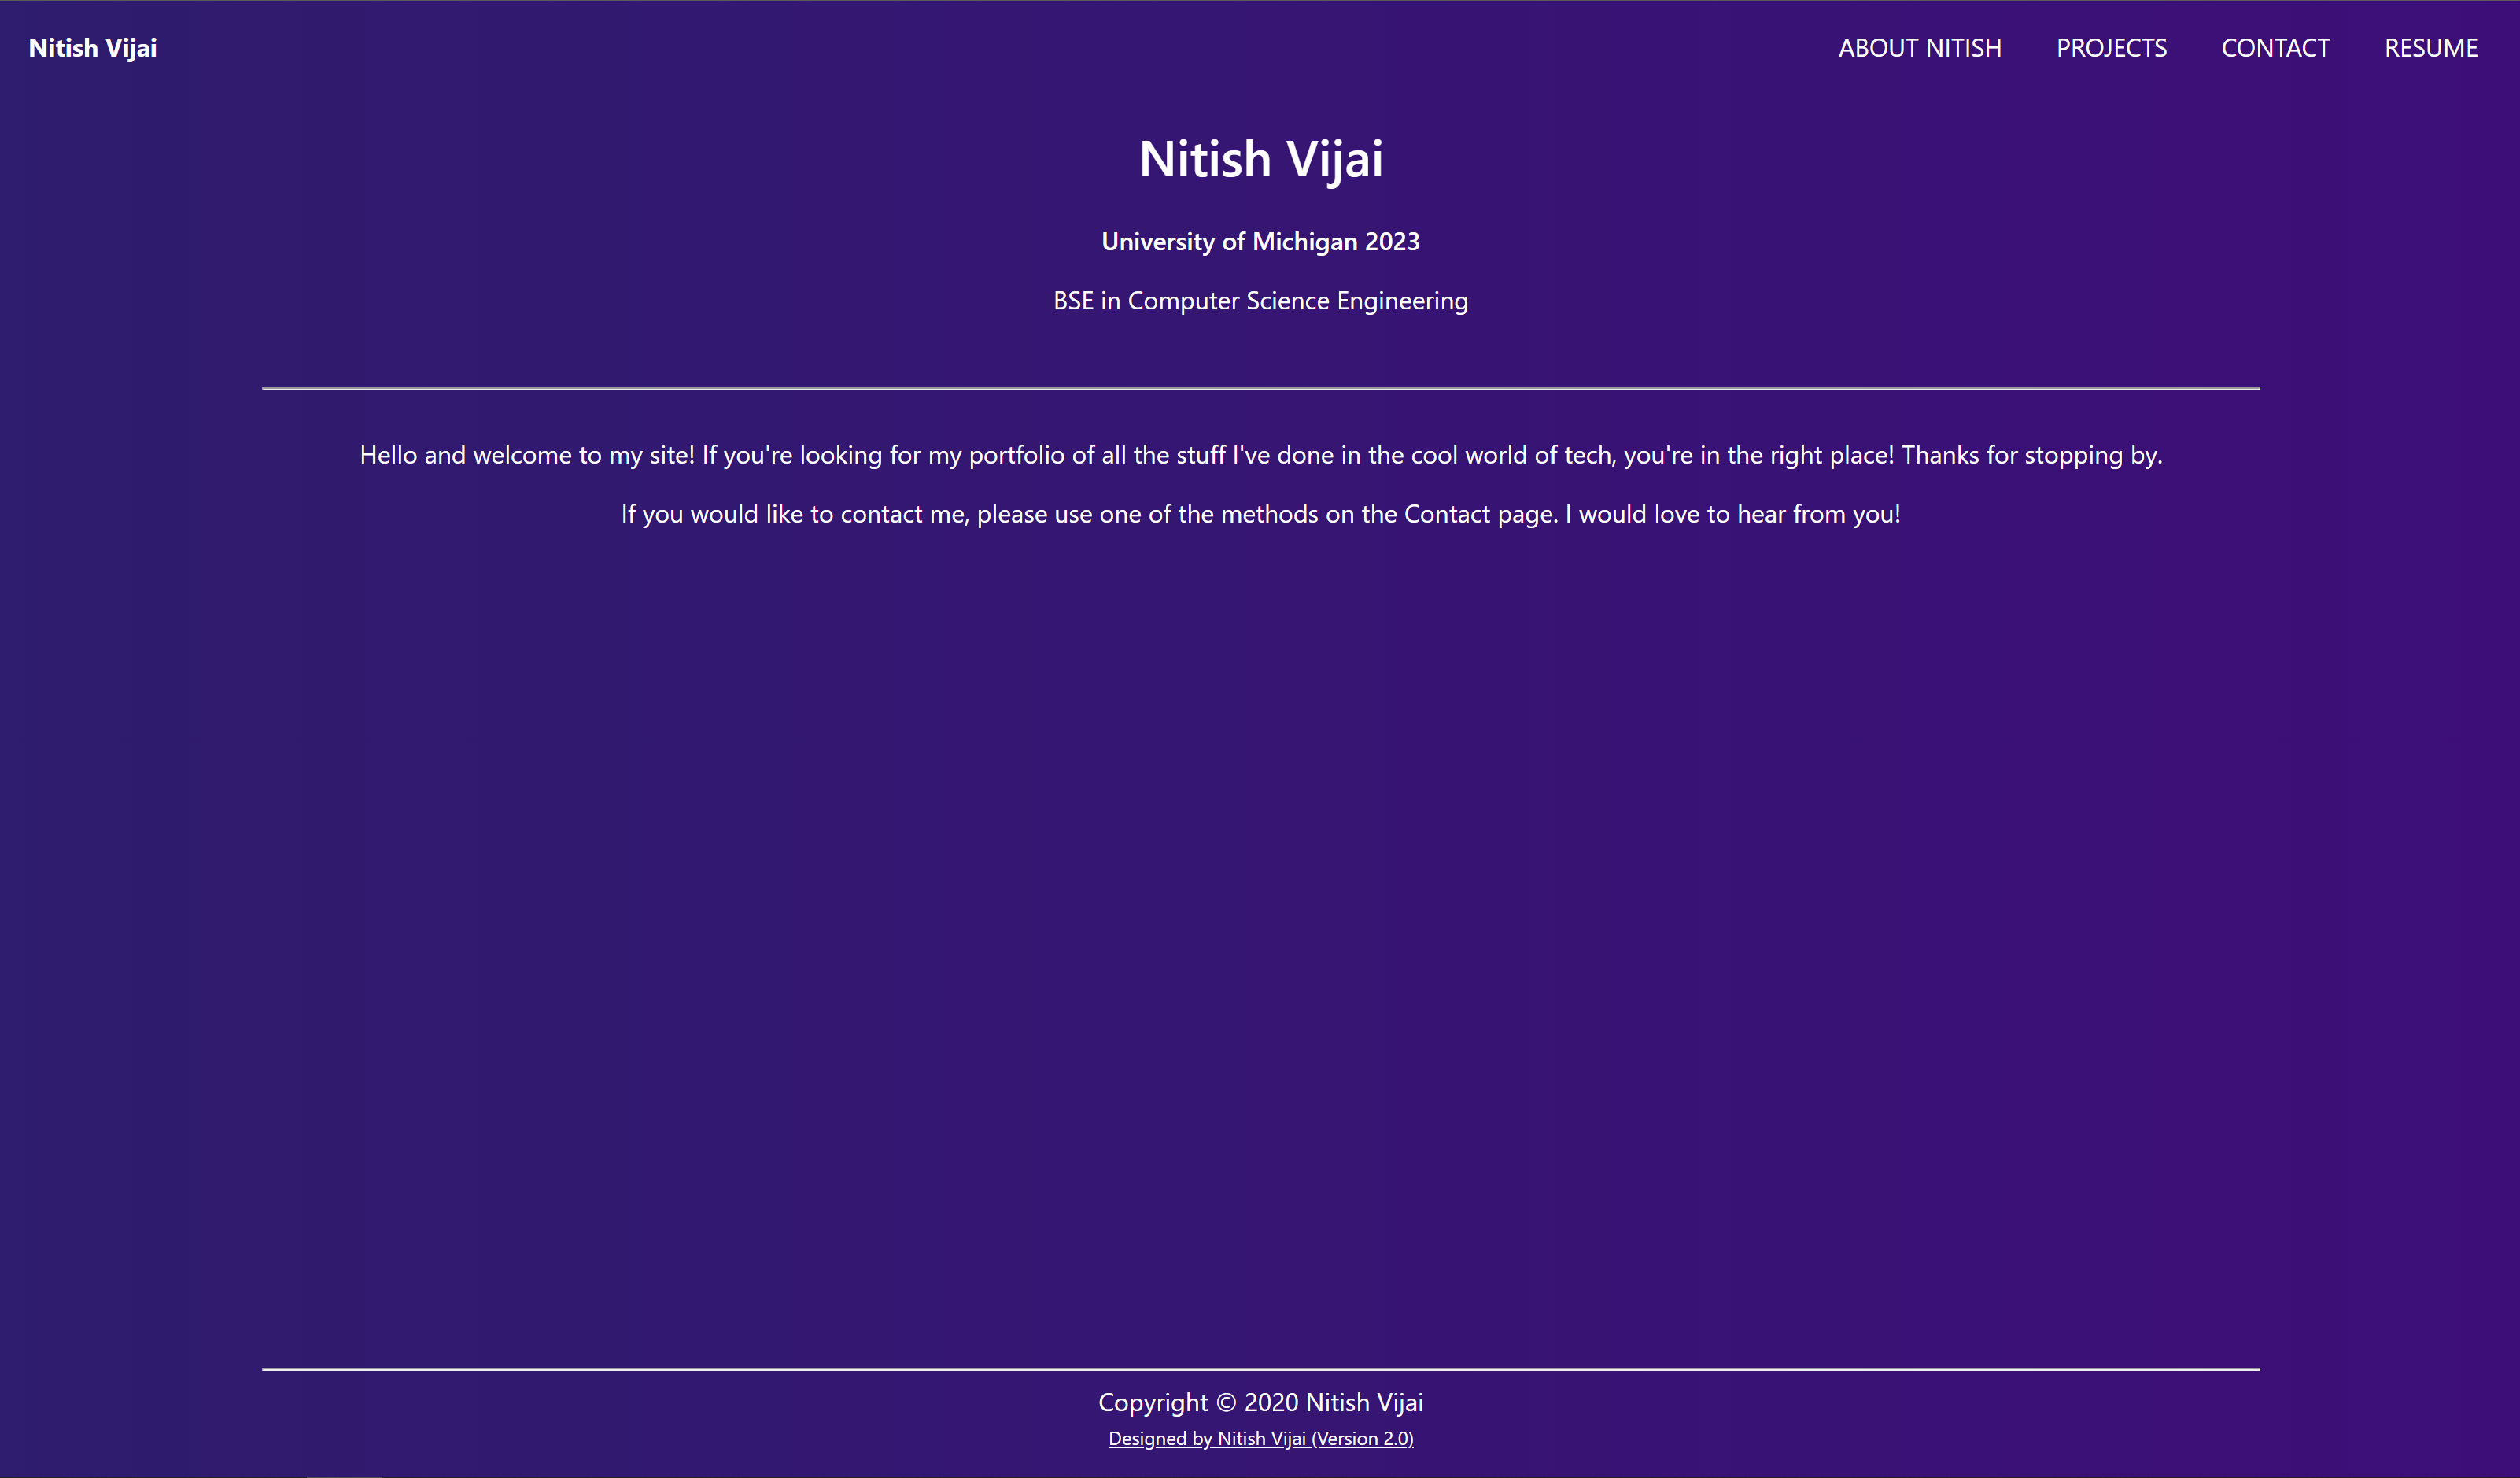 Nitish Vijai
ABOUT NITISH PROJECTS CONTACT RESUME
Nitish Vijai
University of Michigan 2023
BSE in Computer Science Engineering
Hello and welcome to my site! If you're looking for my portfolio of all the stuff I've done in the cool world of tech, you're in the right place! Thanks for stopping by.
If you would like to contact me, please use one of the methods on the Contact page. I would love to hear from you!
Copyright © 2020 Nitish Vijai
Designed by Nitish Vijai (Version 2.0)